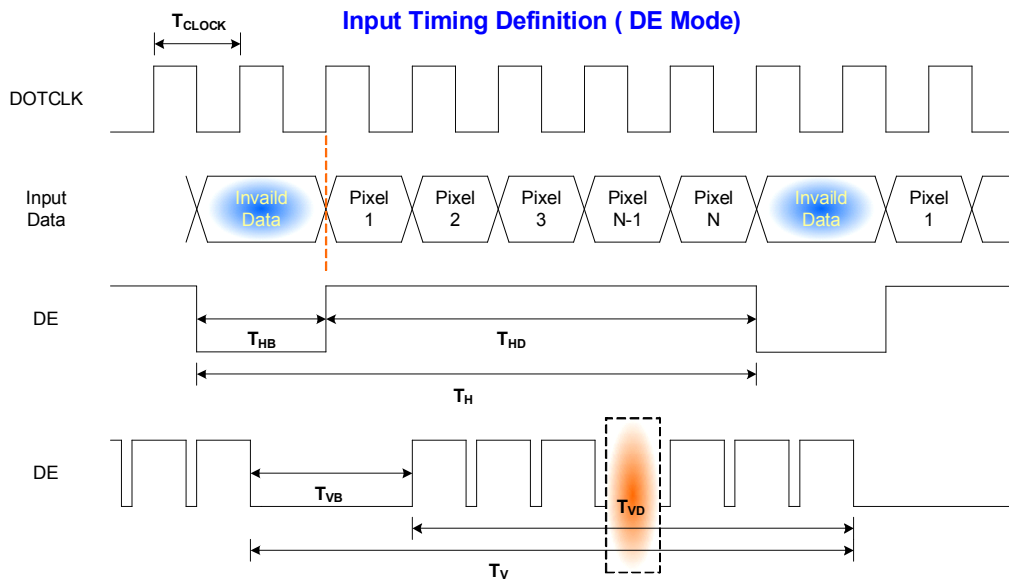 Input Timing Definition ( DE Mode)
TCLOCK
DOTCLK
Input
Data
Invaild
Data
Pixel
1
Pixel
2
Pixel
3
Pixel
N-1
Pixel
N
Invaild
Data
Pixel
1
DE
THB
THD
TH
DE
TVB
TVD
TV